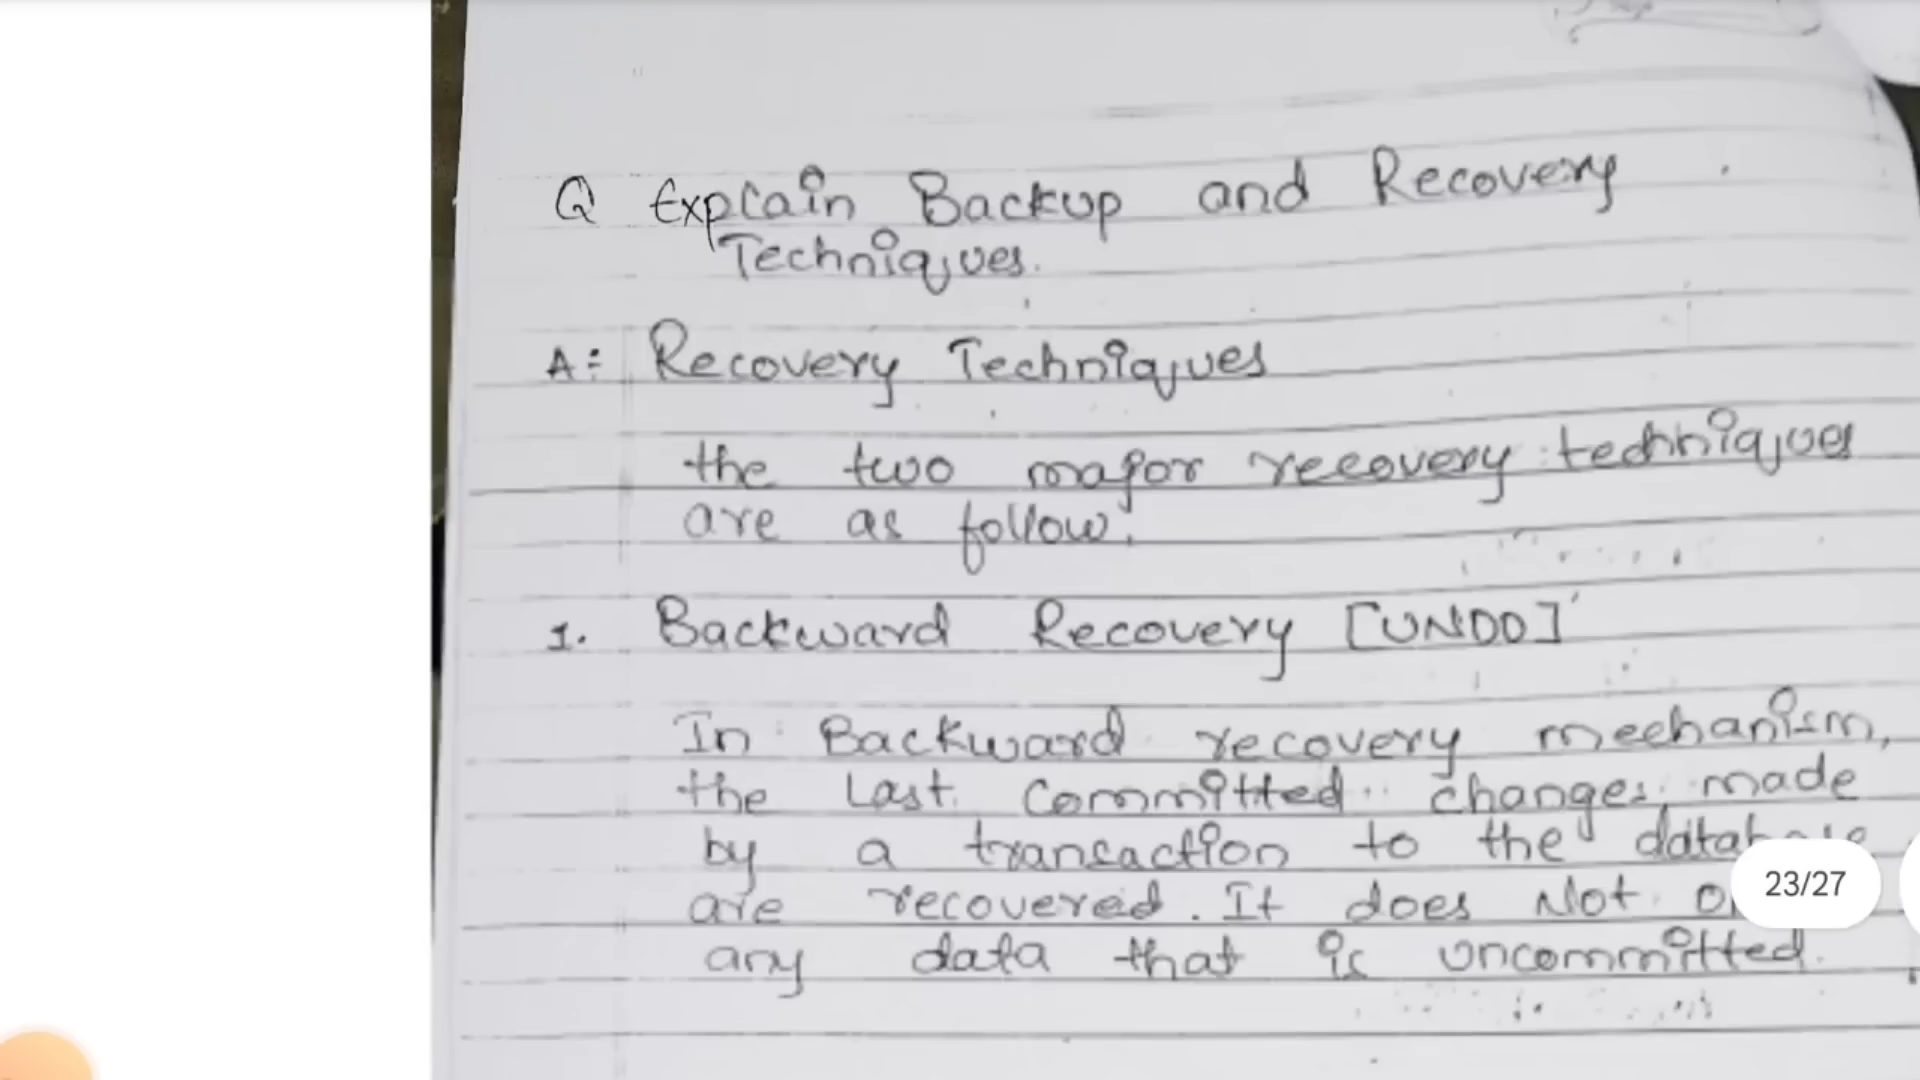 Q Explain Backup and Recovery
Techniques.
A: Recovery Techniques
the two major recovery techniques
are as follow:
1. Backward Recovery [UNDO]
In Backward recovery mechanism,
the Last Committed changes made
by a transaction to the
are recovered. It does Not
any data that is uncommitted.
23/27